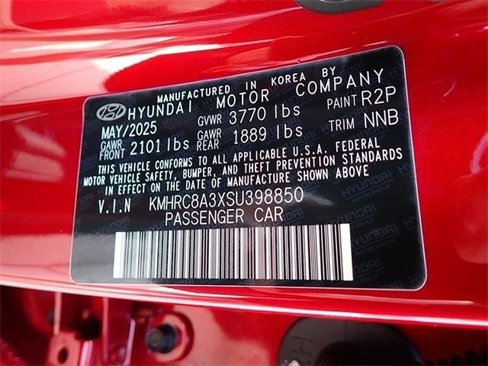 MANUFACTURED IN KOREA BY
HYUNDAI MOTOR COMPANY
MAY/2025 GVWR 3770 lbs PAINT R2P
GAWR FRONT 2101 lbs GAWR REAR 1889 lbs TRIM NNB
THIS VEHICLE CONFORMS TO ALL APPLICABLE U.S.A. FEDERAL
MOTOR VEHICLE SAFETY, BUMPER, AND THEFT PREVENTION STANDARDS
IN EFFECT ON THE DATE OF MANUFACTURE SHOWN ABOVE
V.I.N KMHRC8A3XSU398850
PASSENGER CAR